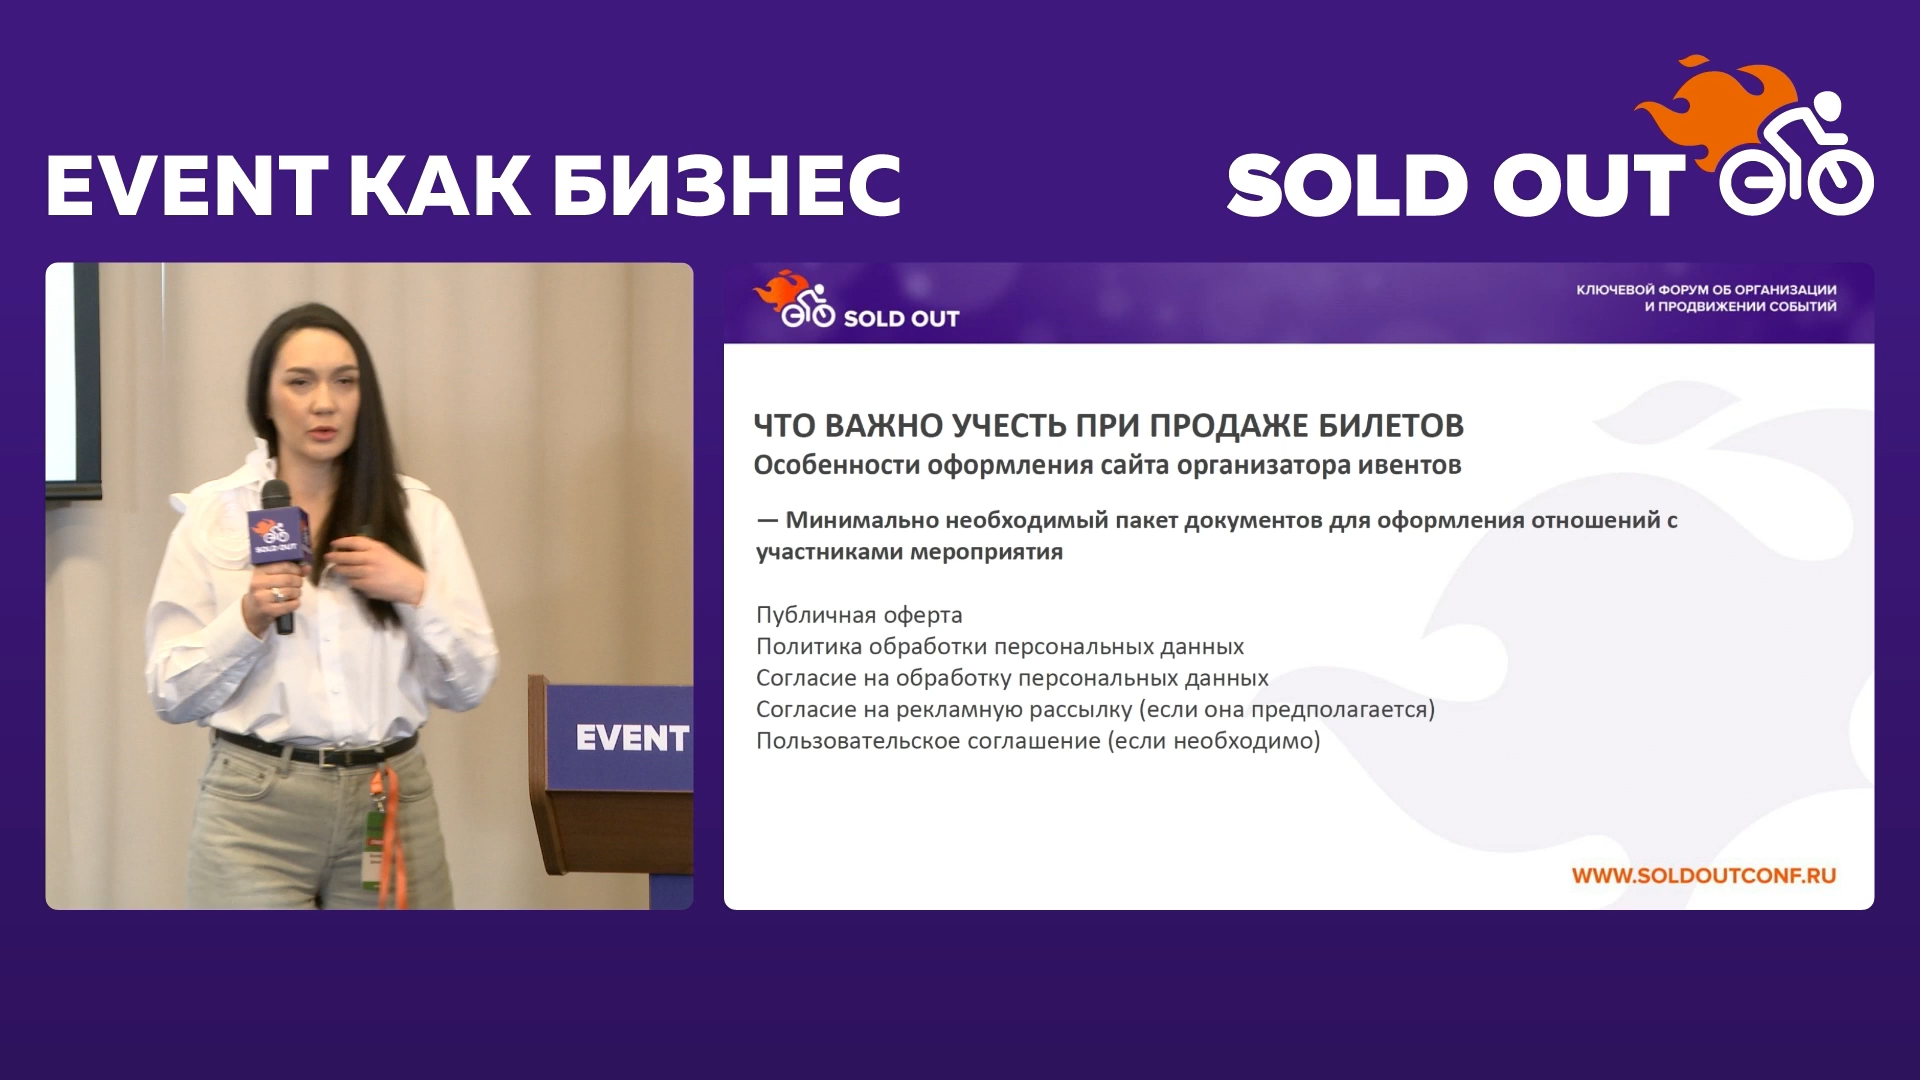 EVENT КАК БИЗНЕС
SOLD OUT
SOLD OUT
EVENT
SOLD OUT
КЛЮЧЕВОЙ ФОРУМ ОБ ОРГАНИЗАЦИИ
И ПРОДВИЖЕНИИ СОБЫТИЙ
ЧТО ВАЖНО УЧЕСТЬ ПРИ ПРОДАЖЕ БИЛЕТОВ
Особенности оформления сайта организатора ивентов
— Минимально необходимый пакет документов для оформления отношений с
участниками мероприятия
Публичная оферта
Политика обработки персональных данных
Согласие на обработку персональных данных
Согласие на рекламную рассылку (если она предполагается)
Пользовательское соглашение (если необходимо)
WWW.SOLDOUTCONF.RU